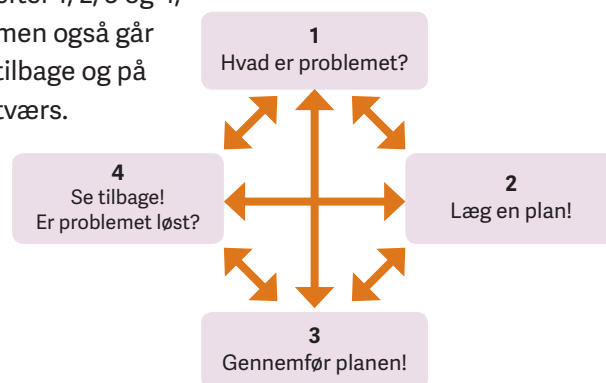 efter 1, 2, 3 og 4,
men også går
tilbage og på
tværs.
1
Hvad er problemet?
4
Se tilbage!
Er problemet løst?
2
Læg en plan!
3
Gennemfør planen!